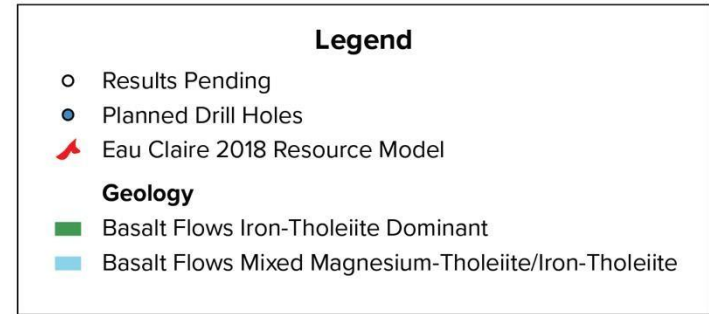 Legend
Results Pending
Planned Drill Holes
Eau Claire 2018 Resource Model
Geology
Basalt Flows Iron-Tholeiite Dominant
Basalt Flows Mixed Magnesium-Tholeiite/Iron-Tholeiite